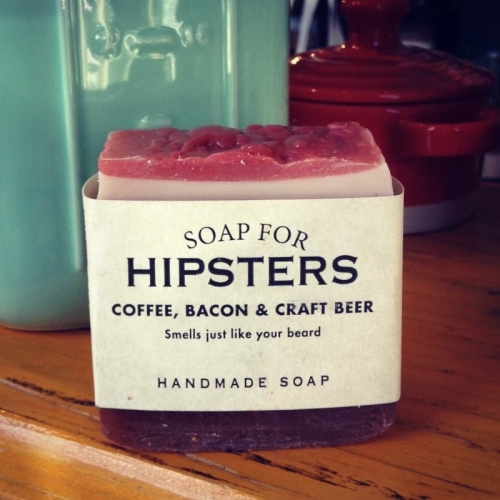 SOAP FOR
HIPSTERS
COFFEE, BACON & CRAFT BEER
Smells just like your beard
HANDMADE SOAP